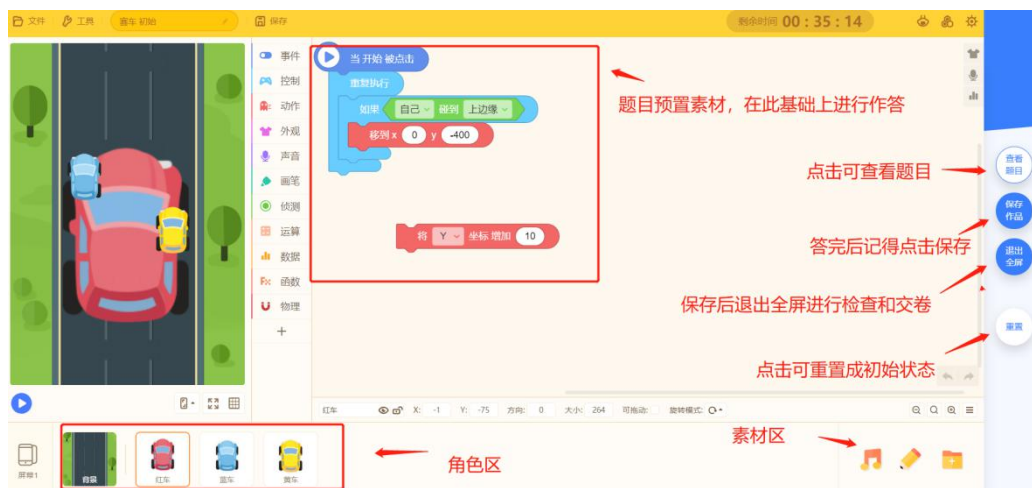 文件 工具 赛车 初始 保存 剩余时间 00 : 35 : 14
事件
控制
动作
外观
声音
画笔
侦测
运算
数据
函数
物理
+
当 开始 被点击
重复执行
如果 自己 碰到 上边缘
移到 x 0 y -400
将 Y 坐标 增加 10
题目预置素材，在此基础上进行作答
点击可查看题目
查看
题目
答完后记得点击保存
保存
作品
保存后退出全屏进行检查和交卷
退出
全屏
点击可重置成初始状态
重置
红车 X: -1 Y: -75 方向: 0 大小: 264 可拖动: 旋转模式:
屏幕1
背景 红车 蓝车 黄车
角色区
素材区